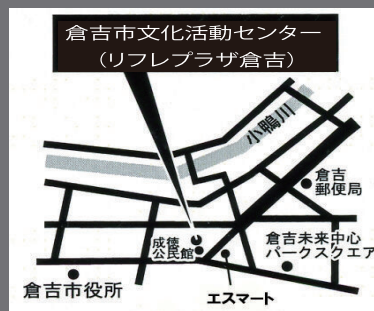 倉吉市文化活動センター
（リフレプラザ倉吉）
小鴨川
倉吉
郵便局
成徳
公民館
倉吉未来中心
パークスクエア
倉吉市役所
エスマート